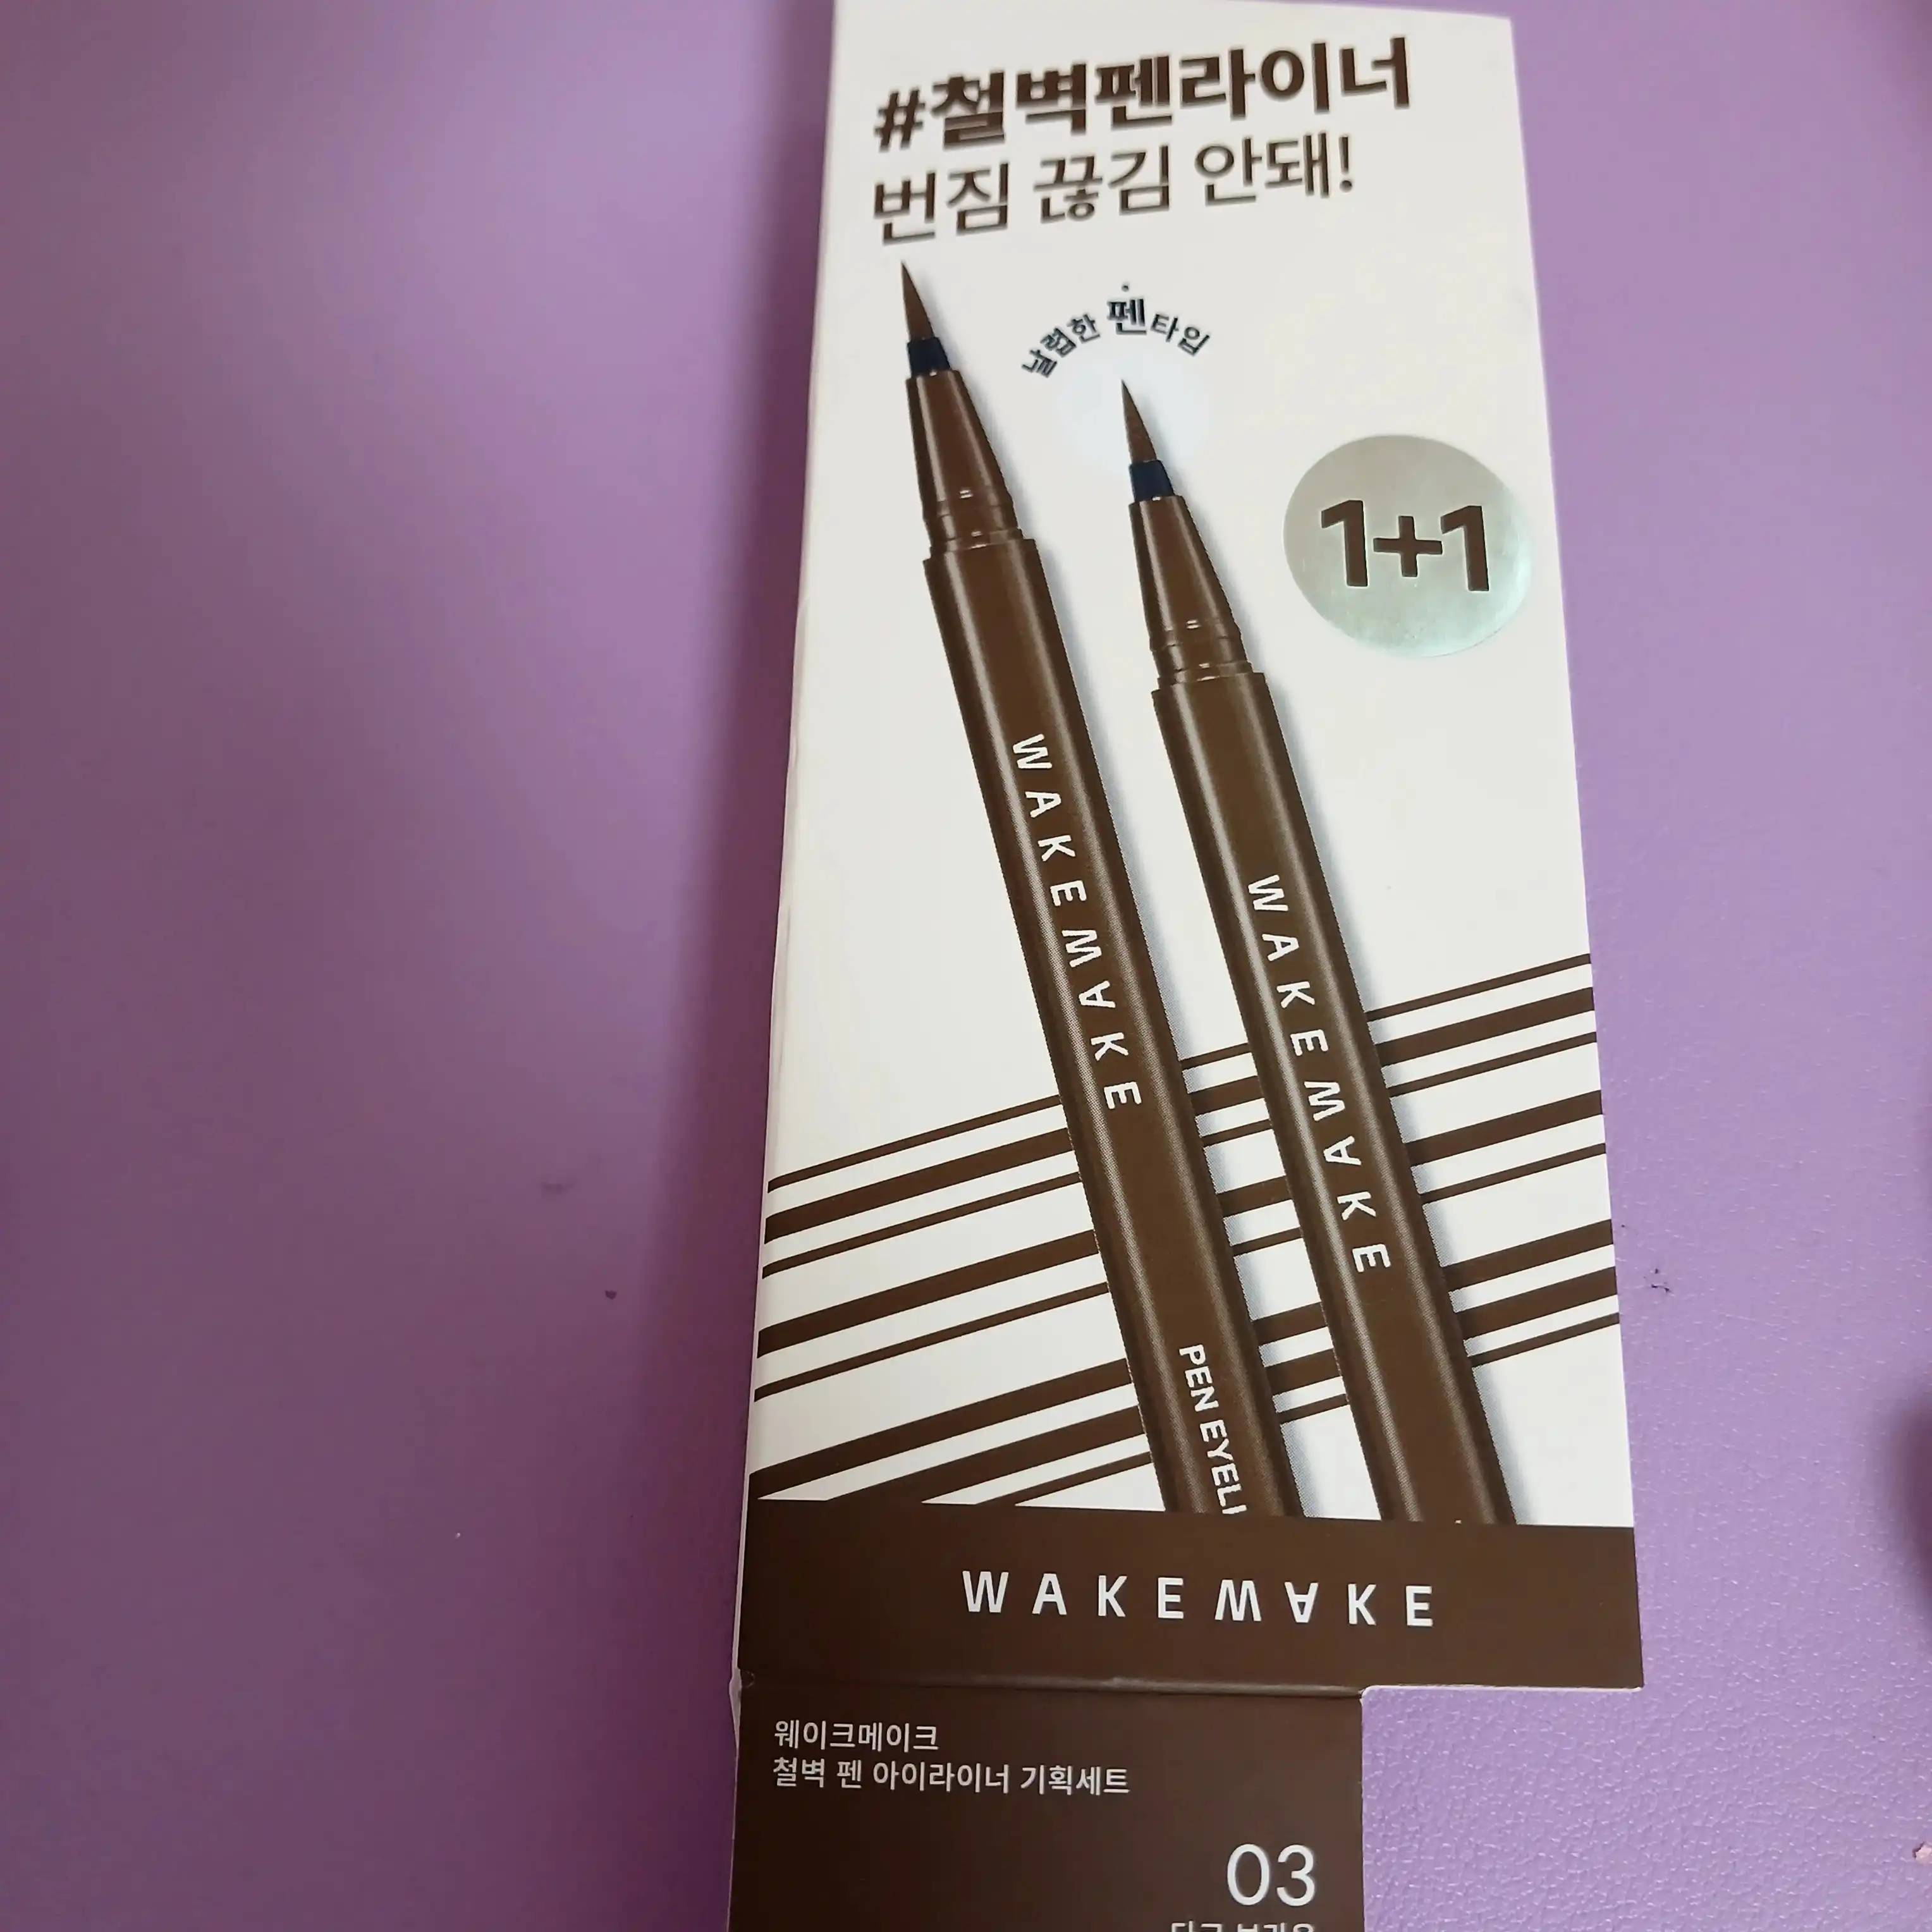 #철벽펜라이너
번짐 끊김 안돼!
날렵한 펜타입
1+1
WAKEMAKE
WAKEMAKE
PEN EYELI
WAKEMAKE
웨이크메이크
철벽 펜 아이라이너 기획세트
03